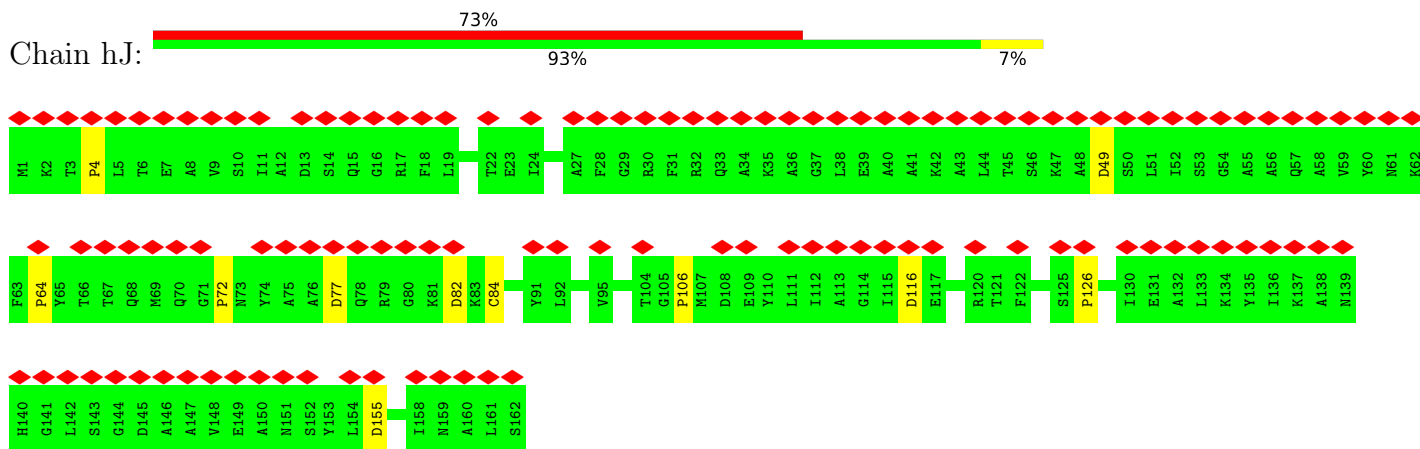 73%
Chain hJ:
93% 7%
M1 K2 T3 P4 L5 T6 E7 A8 V9 S10 I11 A12 D13 S14 Q15 G16 R17 F18 L19 T22 E23 I24 A27 F28 G29 R30 F31 R32 Q33 A34 K35 A36 G37 L38 E39 A40 A41 K42 A43 L44 T45 S46 K47 A48 D49 S50 L51 I52 S53 G54 A55 A56 Q57 A58 V59 Y60 N61 K62
F63 P64 Y65 T66 T67 Q68 M69 Q70 G71 P72 N73 Y74 A75 A76 D77 Q78 R79 G80 K81 D82 K83 C84 Y91 L92 V95 T104 G105 P106 M107 D108 E109 Y110 L111 I112 A113 G114 I115 D116 E117 R120 T121 F122 S125 P126 I130 E131 A132 L133 K134 Y135 I136 K137 A138 N139
H140 G141 L142 S143 G144 D145 A146 A147 V148 E149 A150 N151 S152 Y153 L154 D155 I158 N159 A160 L161 S162